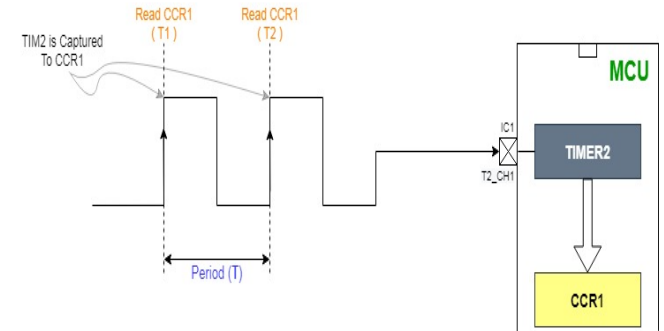 Read CCR1
( T1 )
Read CCR1
( T2 )
TIM2 is Captured
To CCR1
MCU
IC1
T2_CH1
TIMER2
Period (T)
CCR1